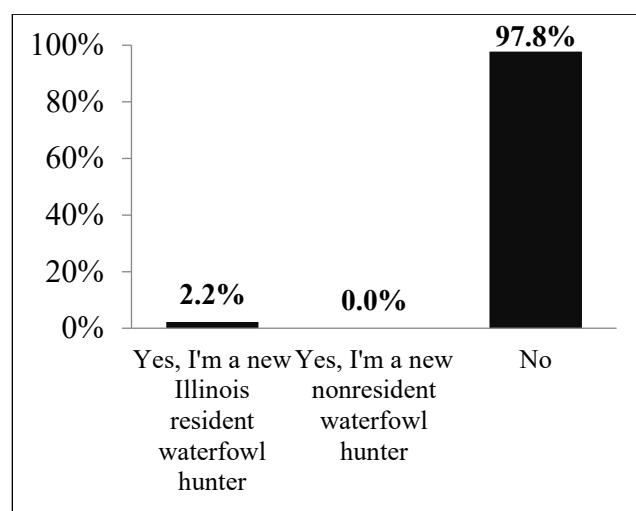 97.8%
100%
80%
60%
40%
20%
0%
2.2%
0.0%
Yes, I'm a new
Illinois
resident
waterfowl
hunter
Yes, I'm a new
nonresident
waterfowl
hunter
No